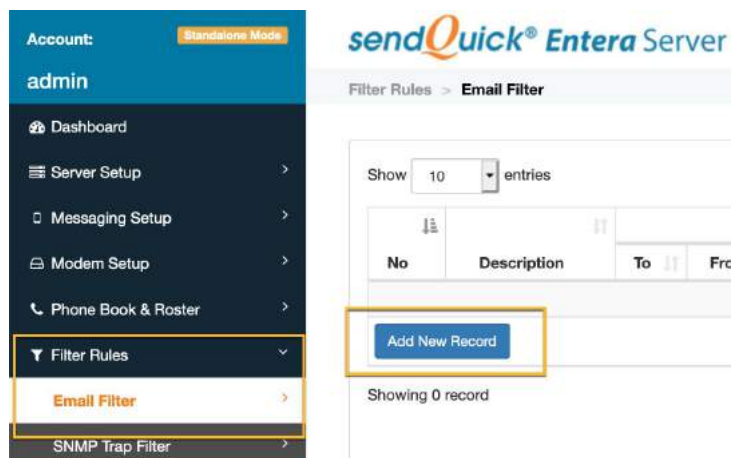 Account:
Standalone Mode
admin
Dashboard
Server Setup
Messaging Setup
Modem Setup
Phone Book & Roster
Filter Rules
Email Filter
SNMP Trap Filter
sendQuick® Entera Server
Filter Rules > Email Filter
Show 10 entries
No Description To
Add New Record
Showing 0 record